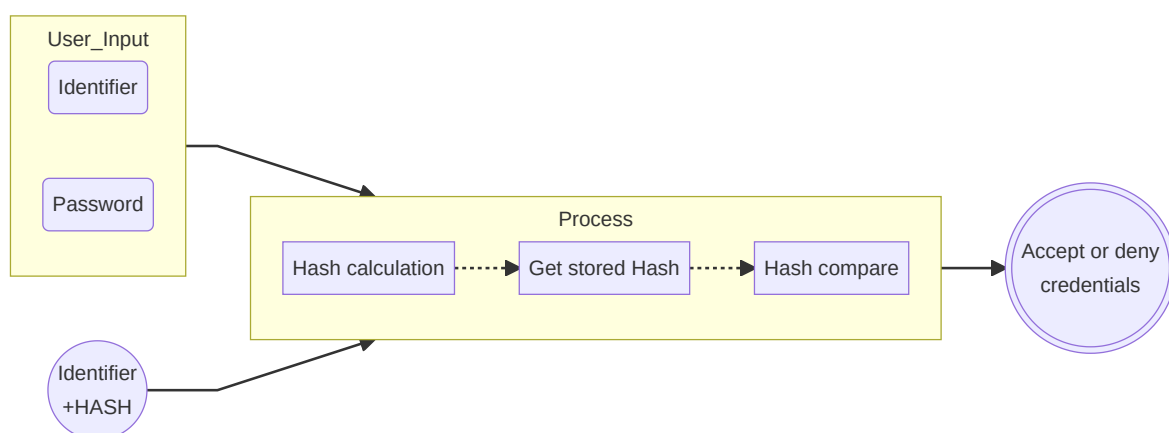 User_Input
Identifier
Password
Process
Hash calculation
Get stored Hash
Hash compare
Accept or deny
credentials
Identifier
+HASH